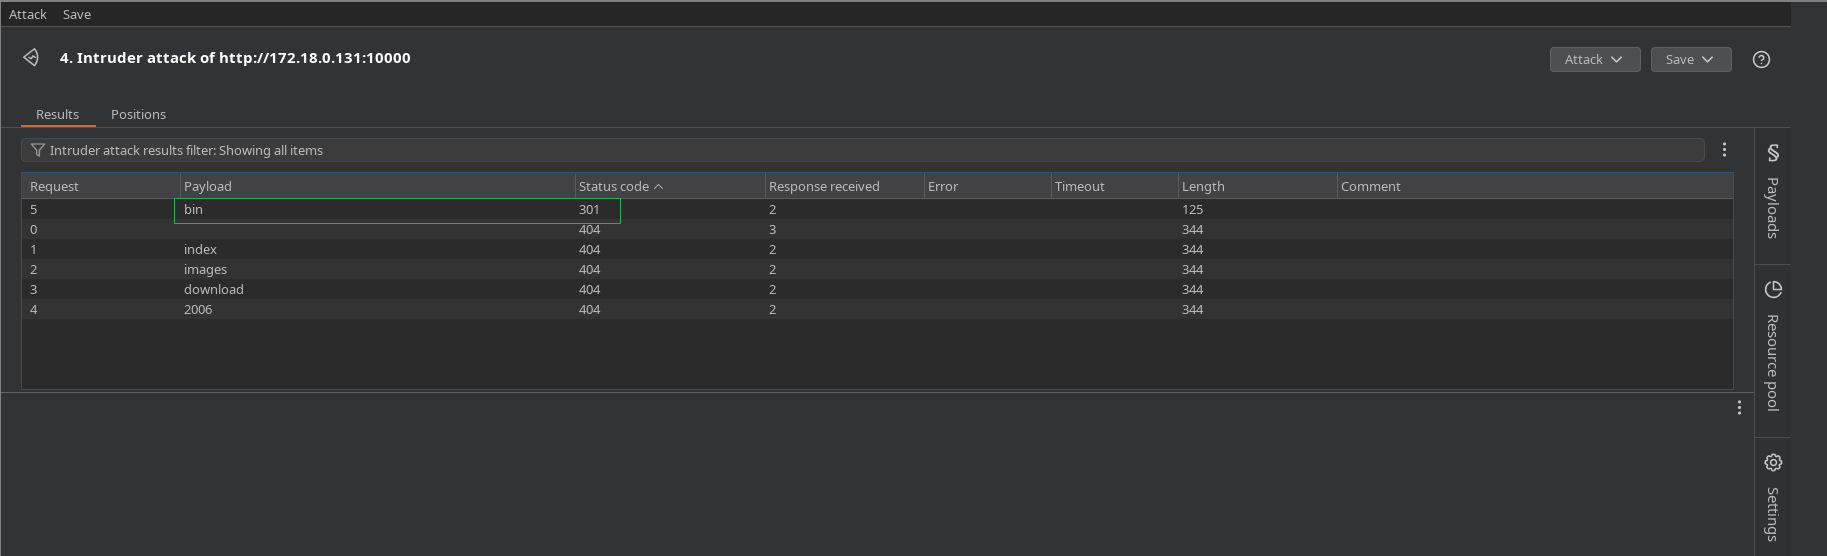 Attack Save
4. Intruder attack of http://172.18.0.131:10000
Attack Save
Results Positions
Intruder attack results filter: Showing all items
Request Payload Status code Response received Error Timeout Length Comment
5 bin 301 2 125
0 404 3 344
1 index 404 2 344
2 images 404 2 344
3 download 404 2 344
4 2006 404 2 344
Payloads
Resource pool
Settings